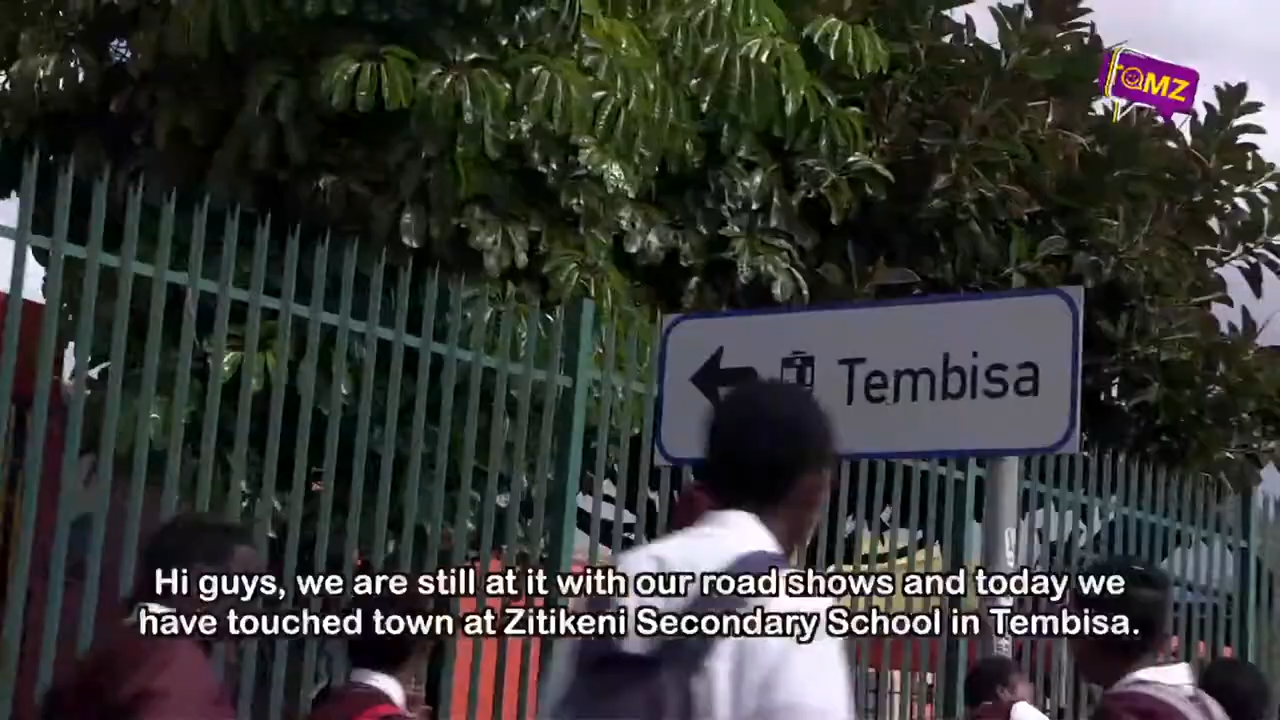 @MZ
Tembisa
Hi guys, we are still at it with our road shows and today we
have touched town at Zitikeni Secondary School in Tembisa.